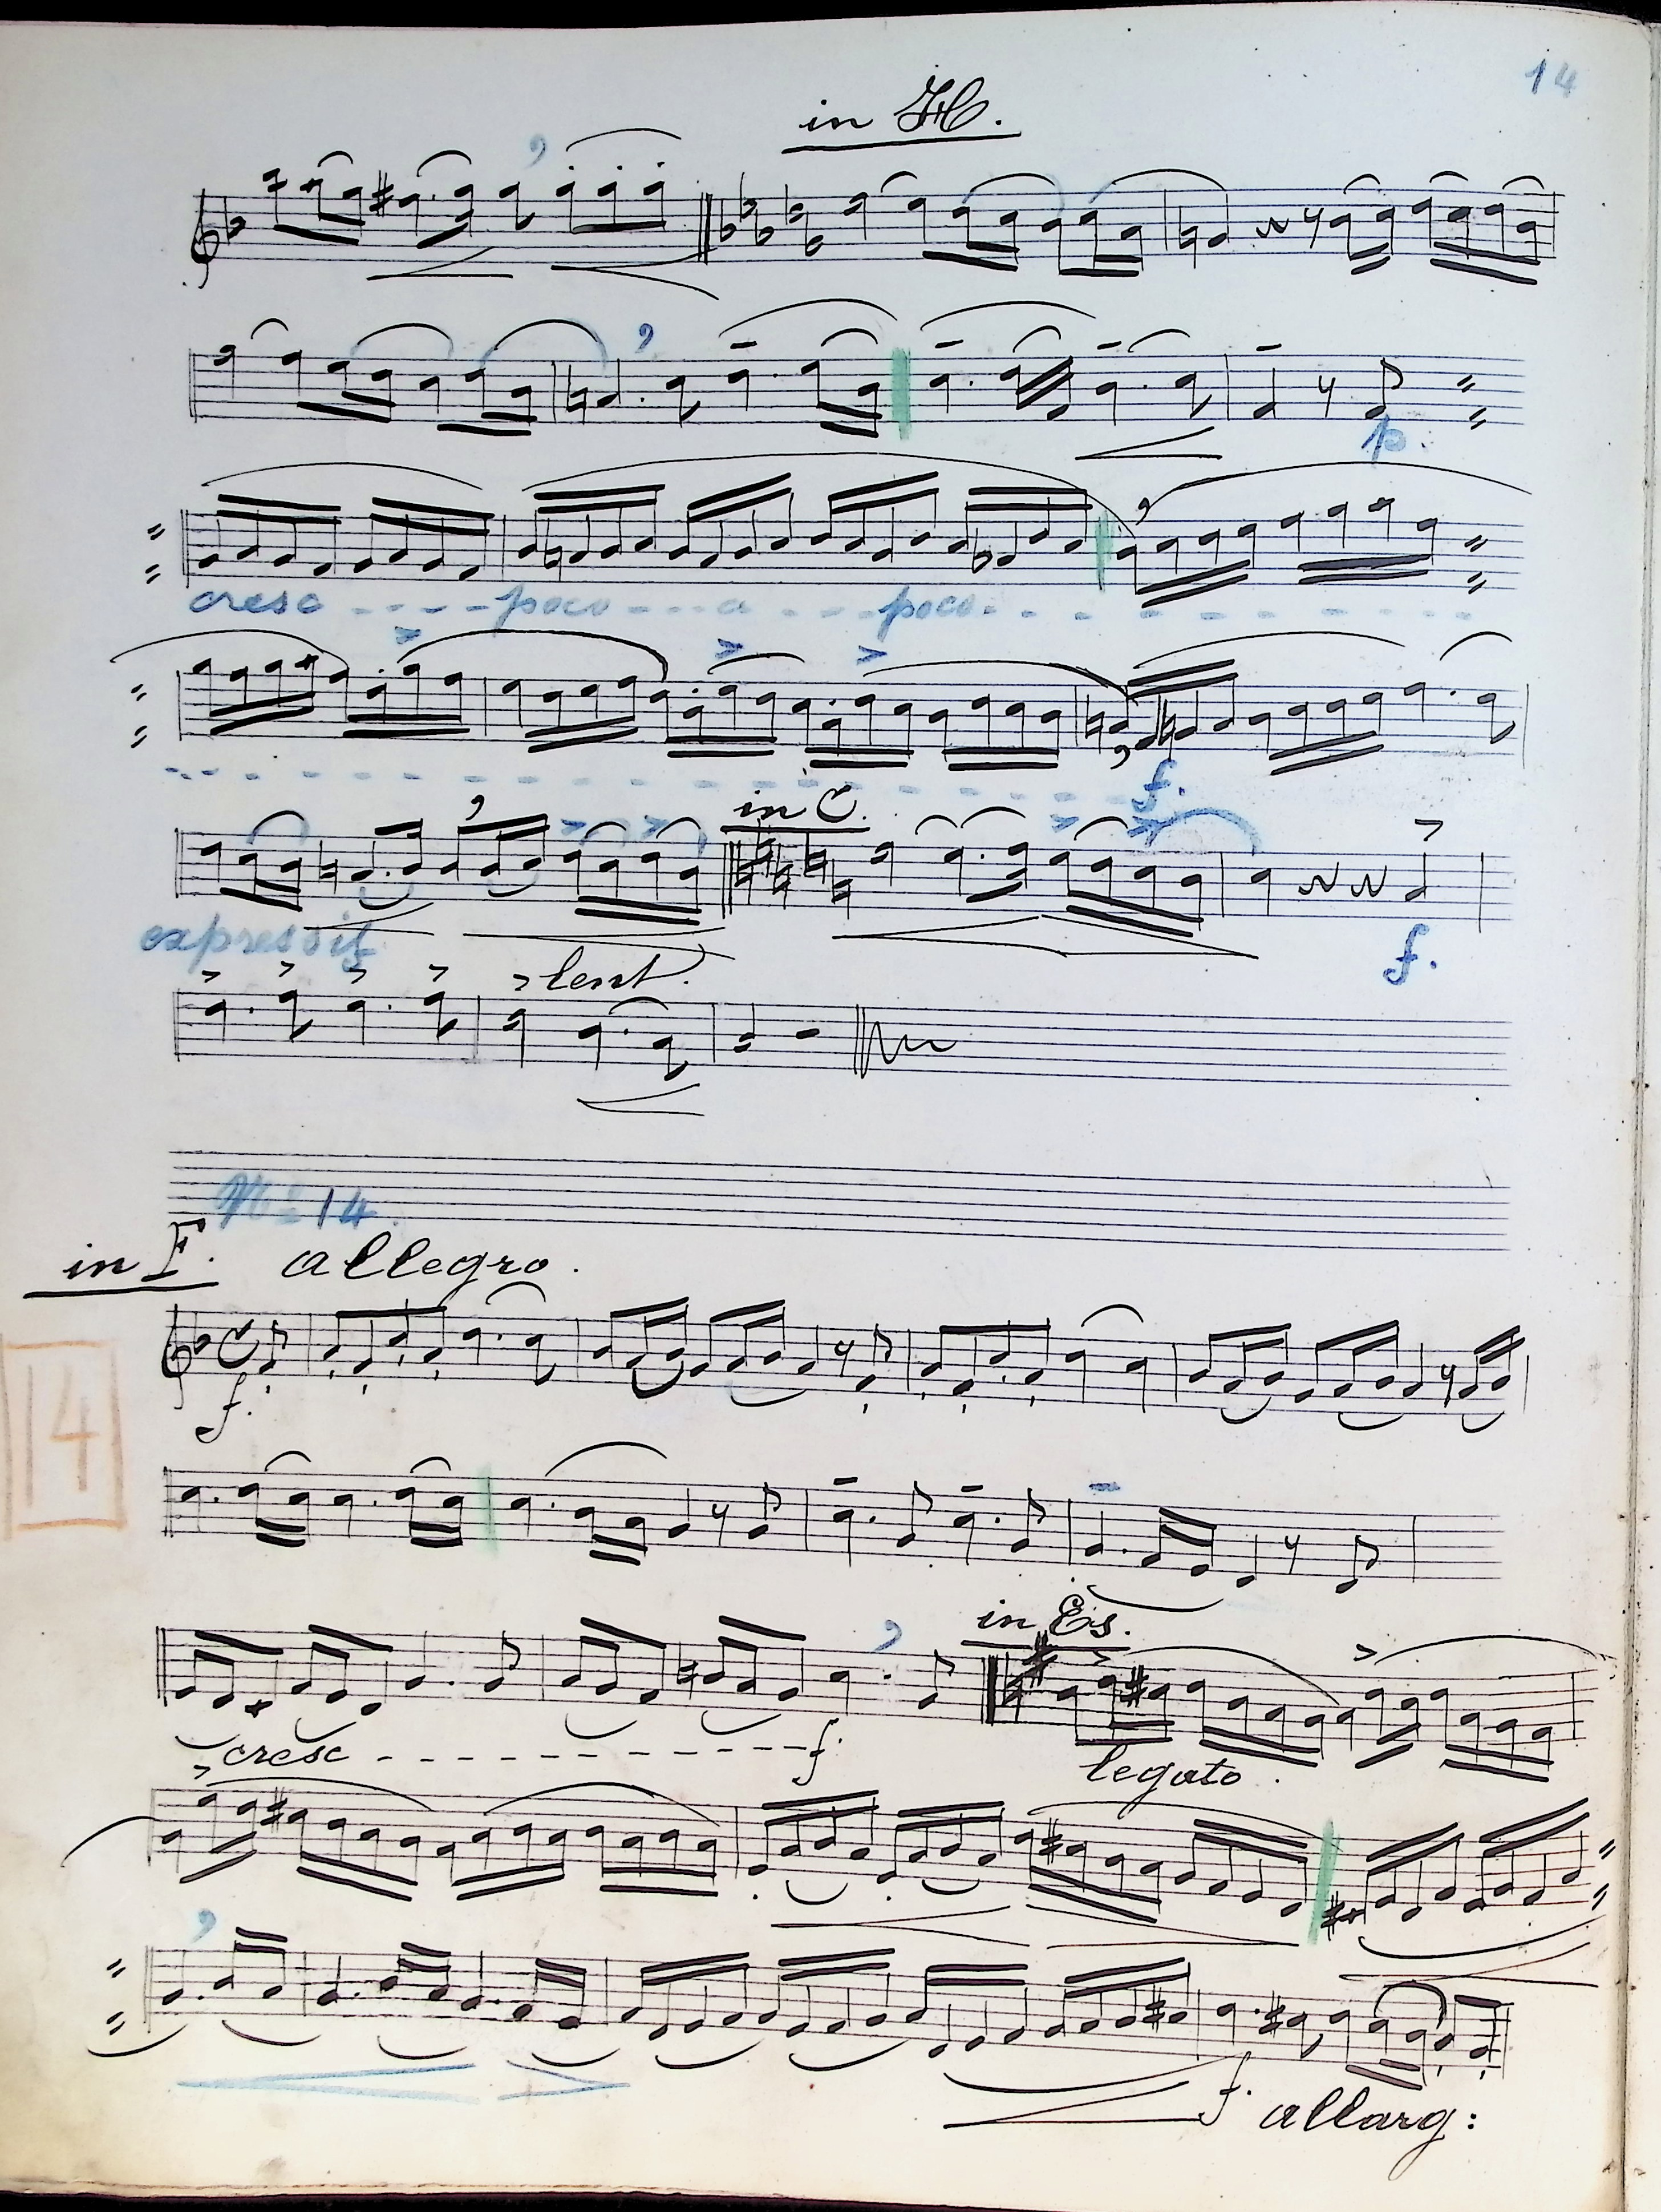 14
in H.
p.
cresc - - - - poco - - - a - - - poco - - - - - -
f.
in C.
expressif
f.
lent.
Nº 14.
in F. allegro.
14
f.
in Es.
cresc - - - - - - - - - - - f.
legato.
f. allarg: